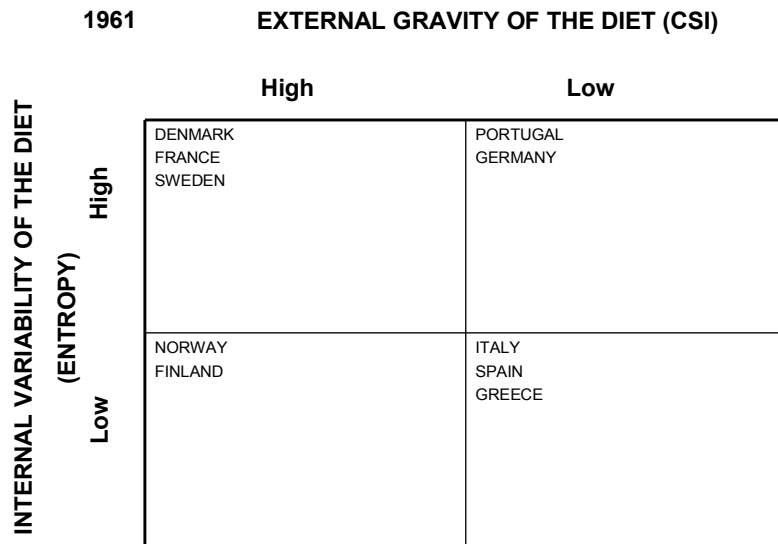 1961 EXTERNAL GRAVITY OF THE DIET (CSI)
High Low
INTERNAL VARIABILITY OF THE DIET
(ENTROPY)
High
DENMARK
FRANCE
SWEDEN
PORTUGAL
GERMANY
Low
NORWAY
FINLAND
ITALY
SPAIN
GREECE